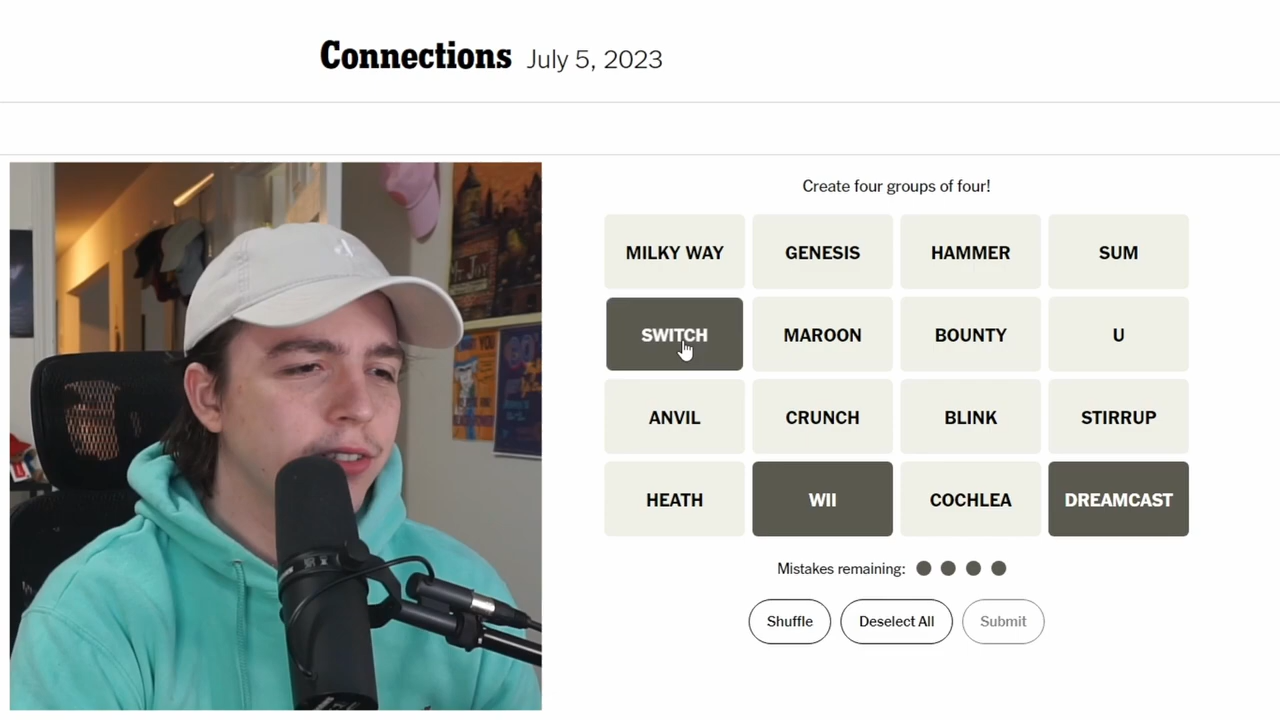 Connections July 5, 2023
Create four groups of four!
MILKY WAY GENESIS HAMMER SUM
SWITCH MAROON BOUNTY U
ANVIL CRUNCH BLINK STIRRUP
HEATH WII COCHLEA DREAMCAST
Mistakes remaining:
Shuffle Deselect All Submit